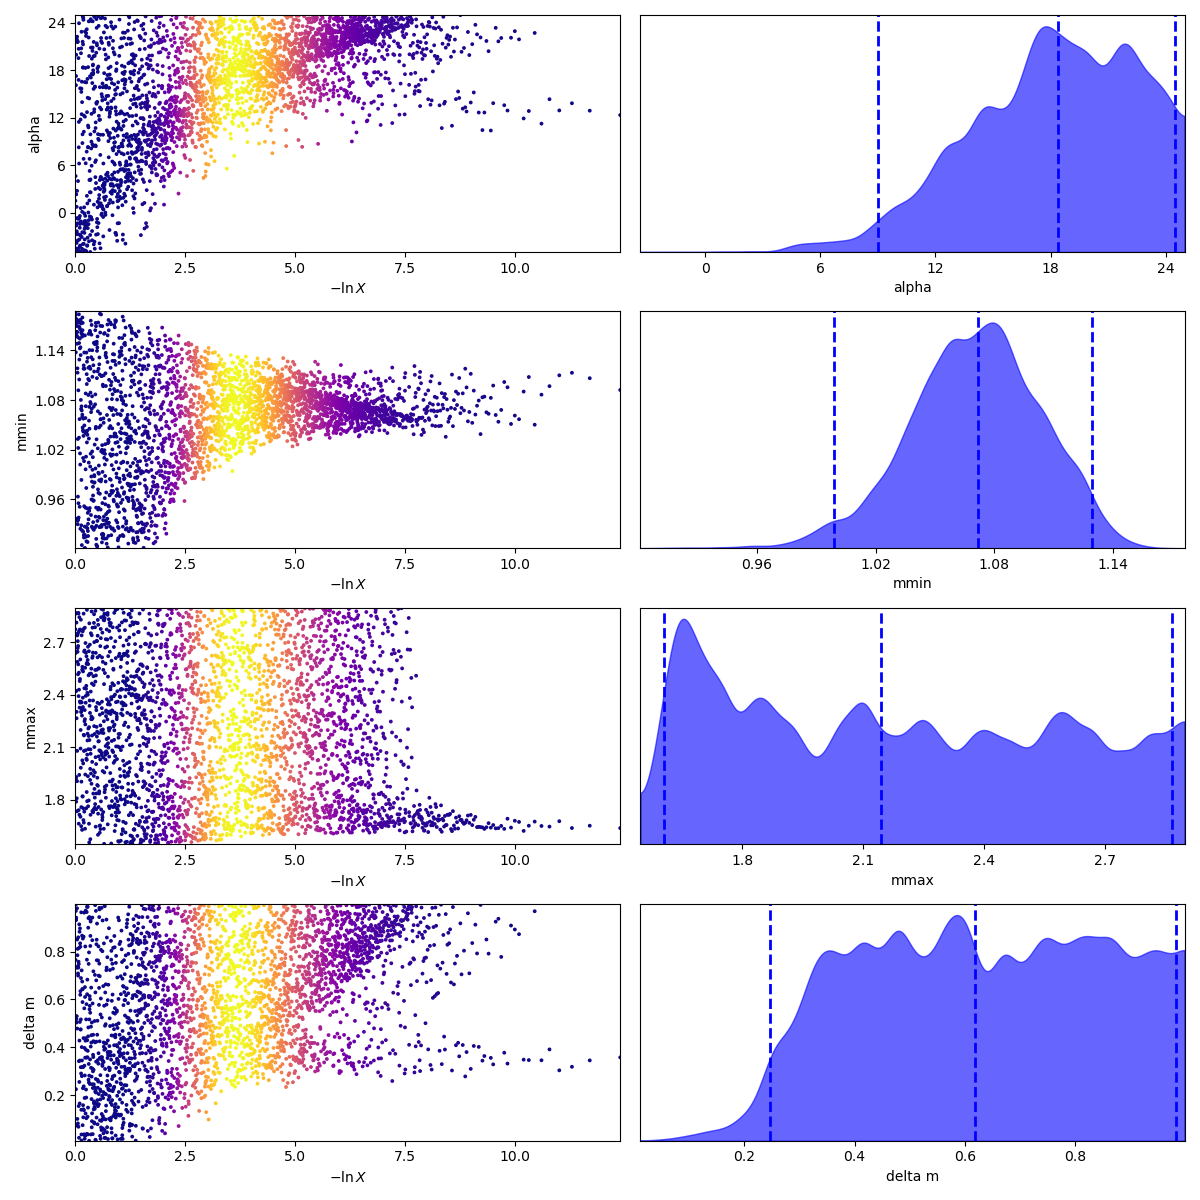 24
18
12
6
0
alpha
0.0 2.5 5.0 7.5 10.0
−ln X
0 6 12 18 24
alpha
1.14
1.08
1.02
0.96
mmin
0.0 2.5 5.0 7.5 10.0
−ln X
0.96 1.02 1.08 1.14
mmin
2.7
2.4
2.1
1.8
mmax
0.0 2.5 5.0 7.5 10.0
−ln X
1.8 2.1 2.4 2.7
mmax
0.8
0.6
0.4
0.2
delta m
0.0 2.5 5.0 7.5 10.0
−ln X
0.2 0.4 0.6 0.8
delta m